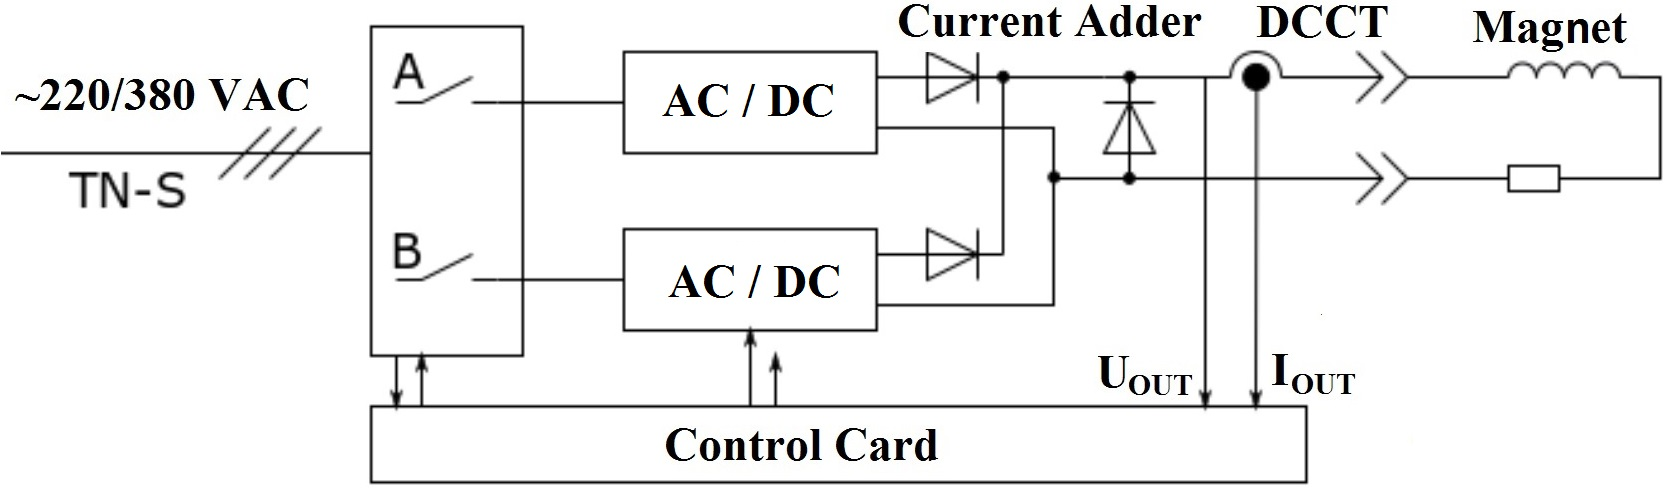 Current Adder
DCCT
Magnet
~220/380 VAC
TN-S
A
AC / DC
B
AC / DC
UOUT
IOUT
Control Card